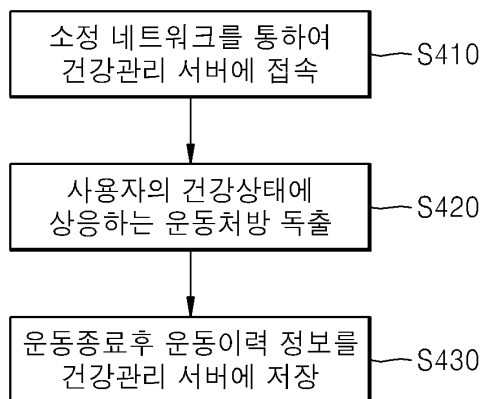 소정 네트워크를 통하여
건강관리 서버에 접속
S410
사용자의 건강상태에
상응하는 운동처방 독출
S420
운동종료후 운동이력 정보를
건강관리 서버에 저장
S430